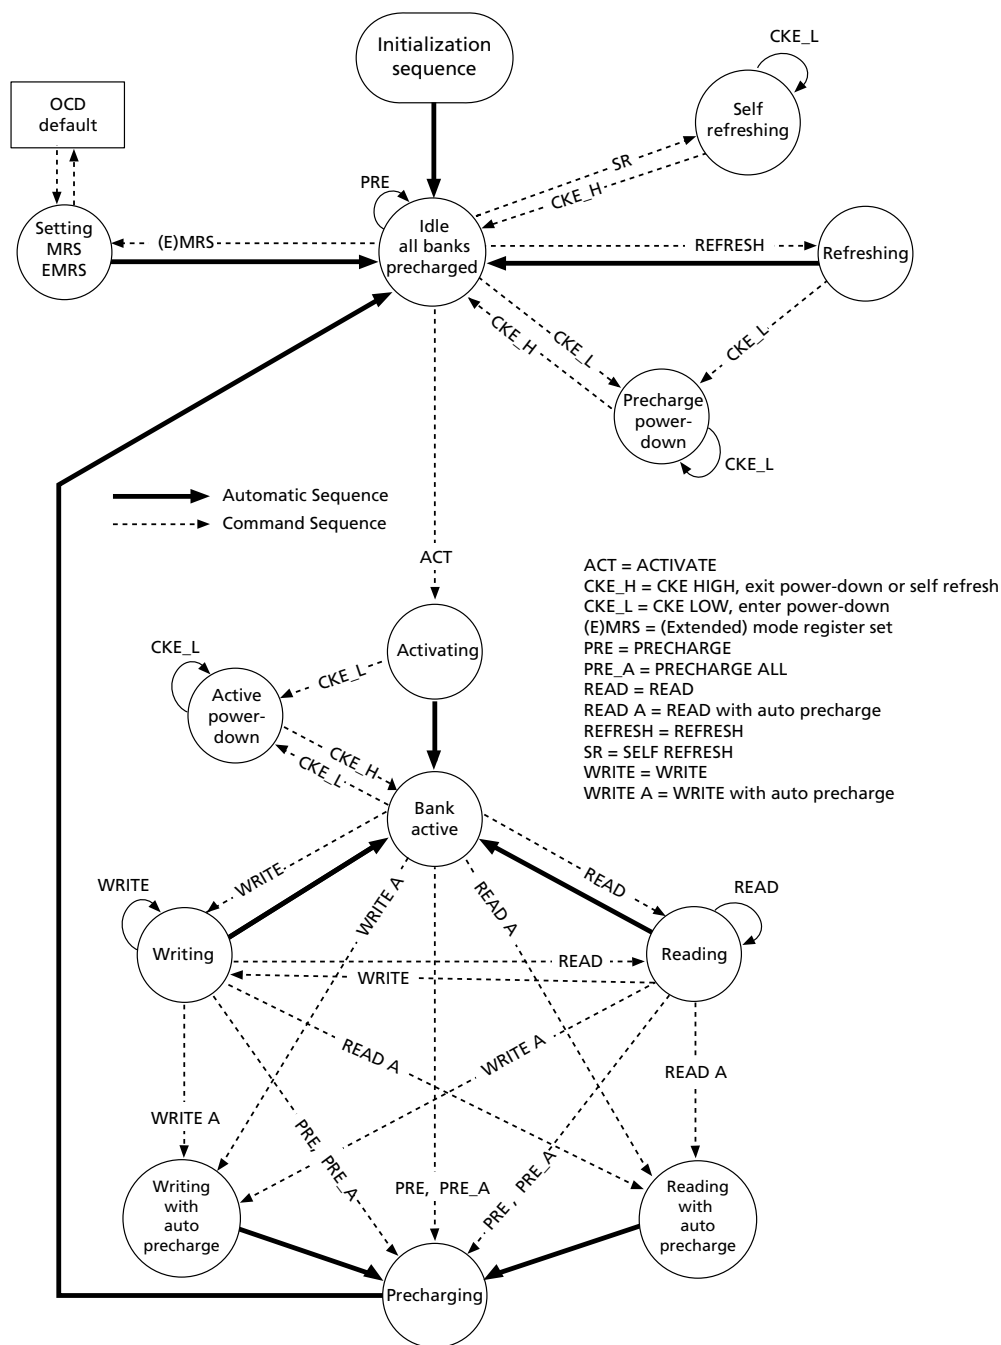 Initialization
sequence
CKE_L
OCD
default
Self
refreshing
SR
PRE
CKE_H
Setting
MRS
EMRS
(E)MRS
Idle
all banks
precharged
REFRESH
Refreshing
CKE_H
CKE_L
CKE_L
Precharge
power-
down
CKE_L
Automatic Sequence
Command Sequence
ACT
ACT = ACTIVATE
CKE_H = CKE HIGH, exit power-down or self refresh
CKE_L = CKE LOW, enter power-down
(E)MRS = (Extended) mode register set
PRE = PRECHARGE
PRE_A = PRECHARGE ALL
READ = READ
READ A = READ with auto precharge
REFRESH = REFRESH
SR = SELF REFRESH
WRITE = WRITE
WRITE A = WRITE with auto precharge
Activating
CKE_L
CKE_L
Active
power-
down
CKE_H
CKE_L
Bank
active
WRITE
WRITE
WRITE A
READ A
READ
READ
Writing
READ
WRITE
Reading
READ A
WRITE A
READ A
WRITE A
PRE, PRE_A
PRE, PRE_A
PRE , PRE_A
Writing
with
auto
precharge
Reading
with
auto
precharge
Precharging